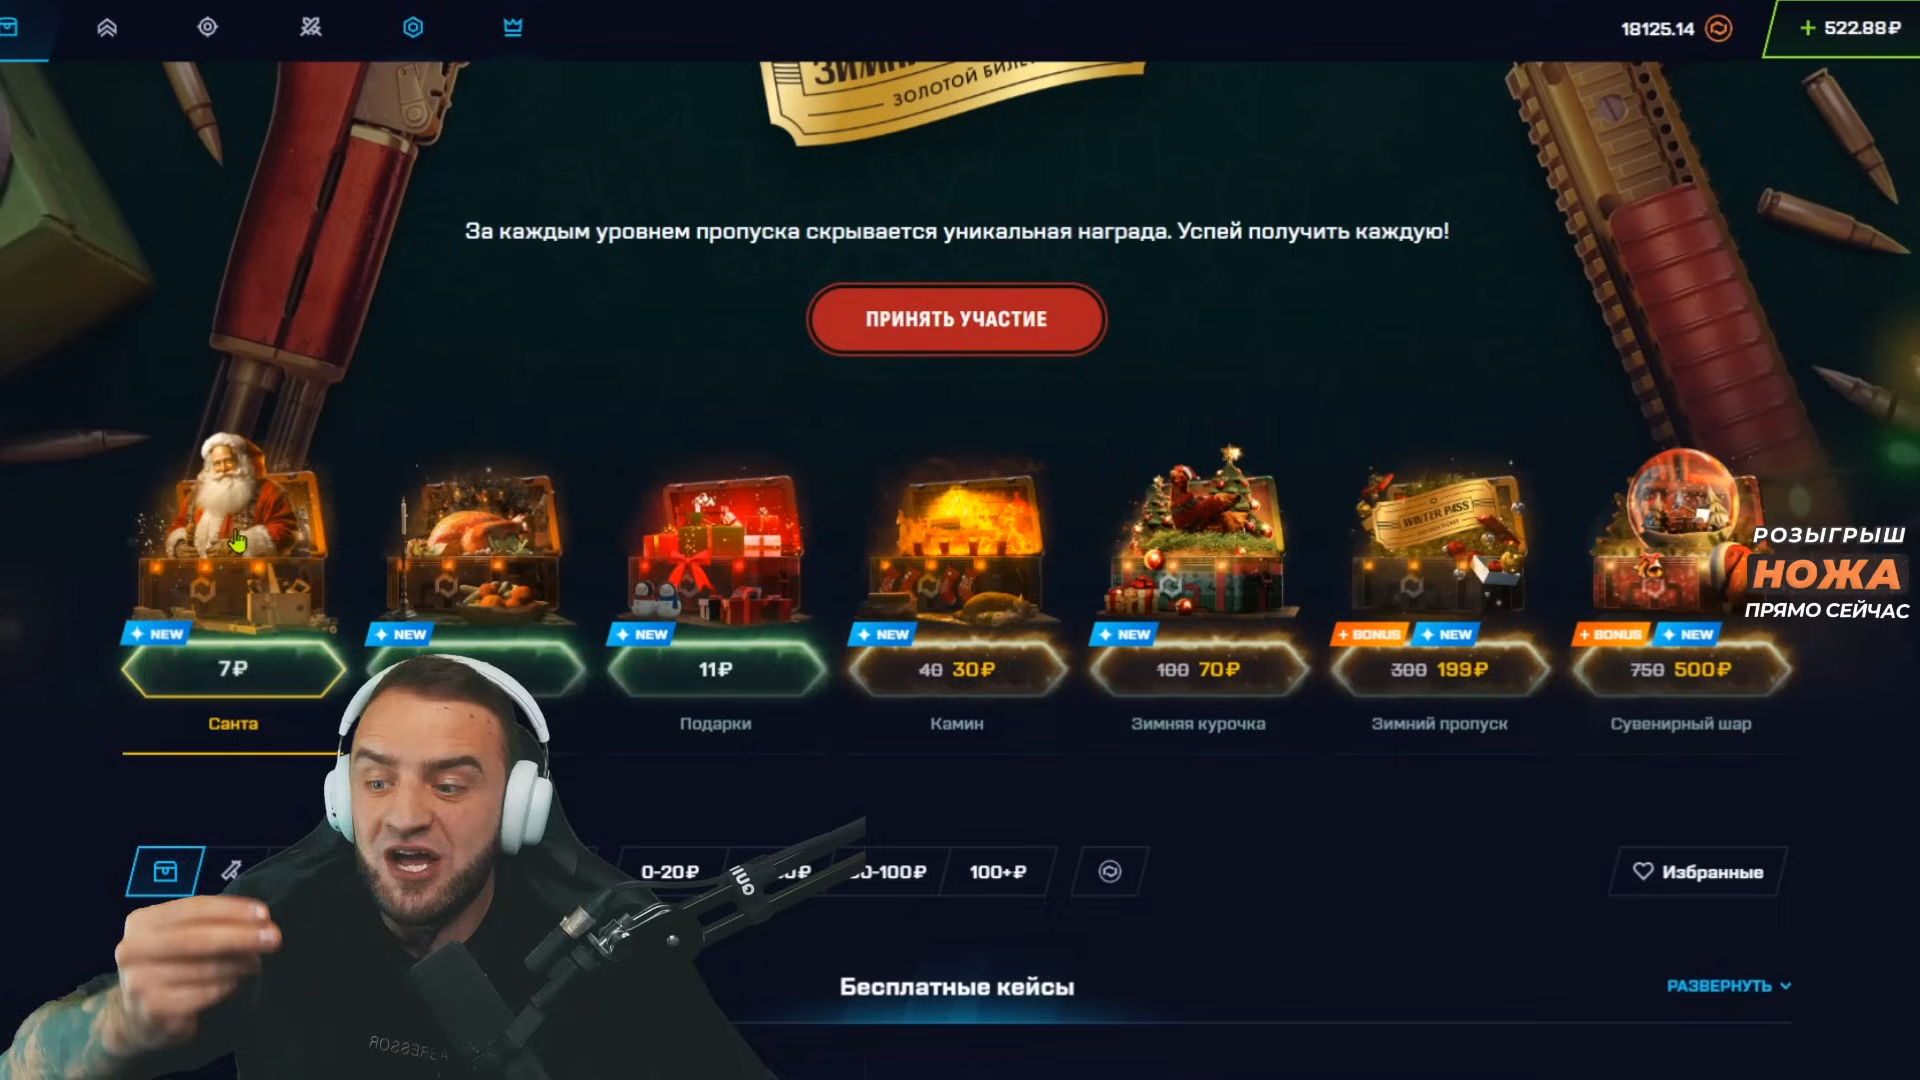 18125.14
+ 522.88₽
ЗОЛОТОЙ
За каждым уровнем пропуска скрывается уникальная награда. Успей получить каждую!
ПРИНЯТЬ УЧАСТИЕ
WINTER PASS
РОЗЫГРЫШ
НОЖА
ПРЯМО СЕЙЧАС
NEW
NEW
NEW
NEW
NEW
+ BONUS NEW
+ BONUS NEW
7₽
11₽
40 30₽
100 70₽
300 199₽
750 500₽
Санта
Подарки
Камин
Зимняя курочка
Зимний пропуск
Сувенирный шар
0-20₽
100+₽
Избранные
Бесплатные кейсы
РАЗВЕРНУТЬ